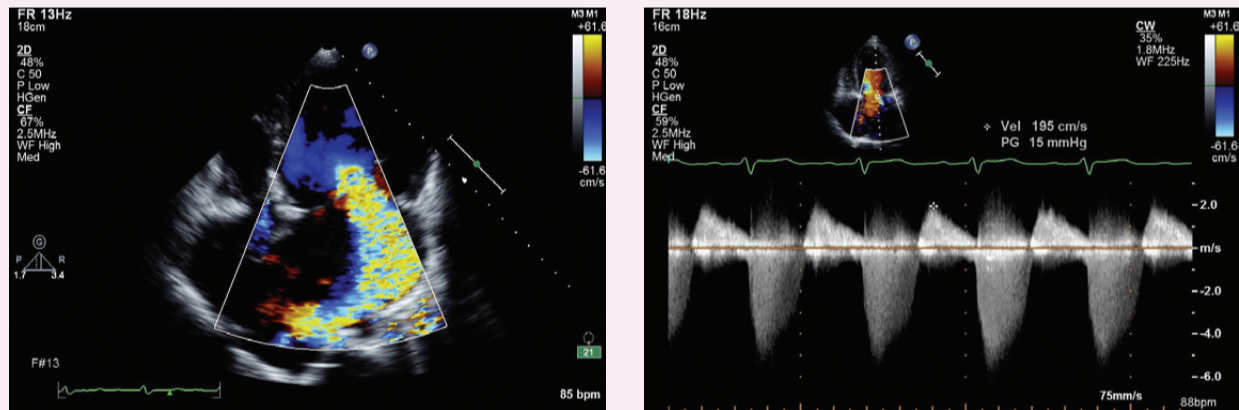 FR 13Hz
18cm
2D
48%
C 50
P Low
HGen
CF
67%
2.5MHz
WF High
Med
M3 M1
+61.6
-61.6
cm/s
P
G
P R
1.7 3.4
F#13
21
85 bpm
FR 18Hz
16cm
2D
48%
C 50
P Low
HGen
CF
59%
2.5MHz
WF High
Med
P
Vel 195 cm/s
PG 15 mmHg
CW
35%
1.8MHz
WF 225Hz
M3 M1
+61.6
-61.6
cm/s
2.0
m/s
-2.0
-4.0
-6.0
75mm/s
88bpm